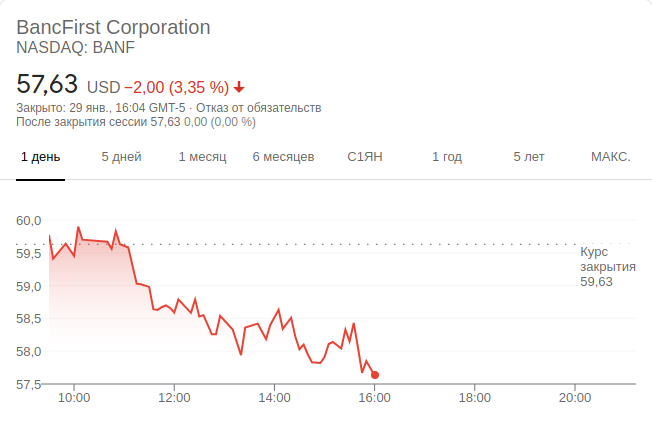 BancFirst Corporation
NASDAQ: BANF
57,63 USD −2,00 (3,35 %)
Закрыто: 29 янв., 16:04 GMT-5 · Отказ от обязательств
После закрытия сессии 57,63 0,00 (0,00 %)
1 день 5 дней 1 месяц 6 месяцев С1ЯН 1 год 5 лет МАКС.
60,0
59,5
59,0
58,5
58,0
57,5
Курс
закрытия
59,63
10:00 12:00 14:00 16:00 18:00 20:00